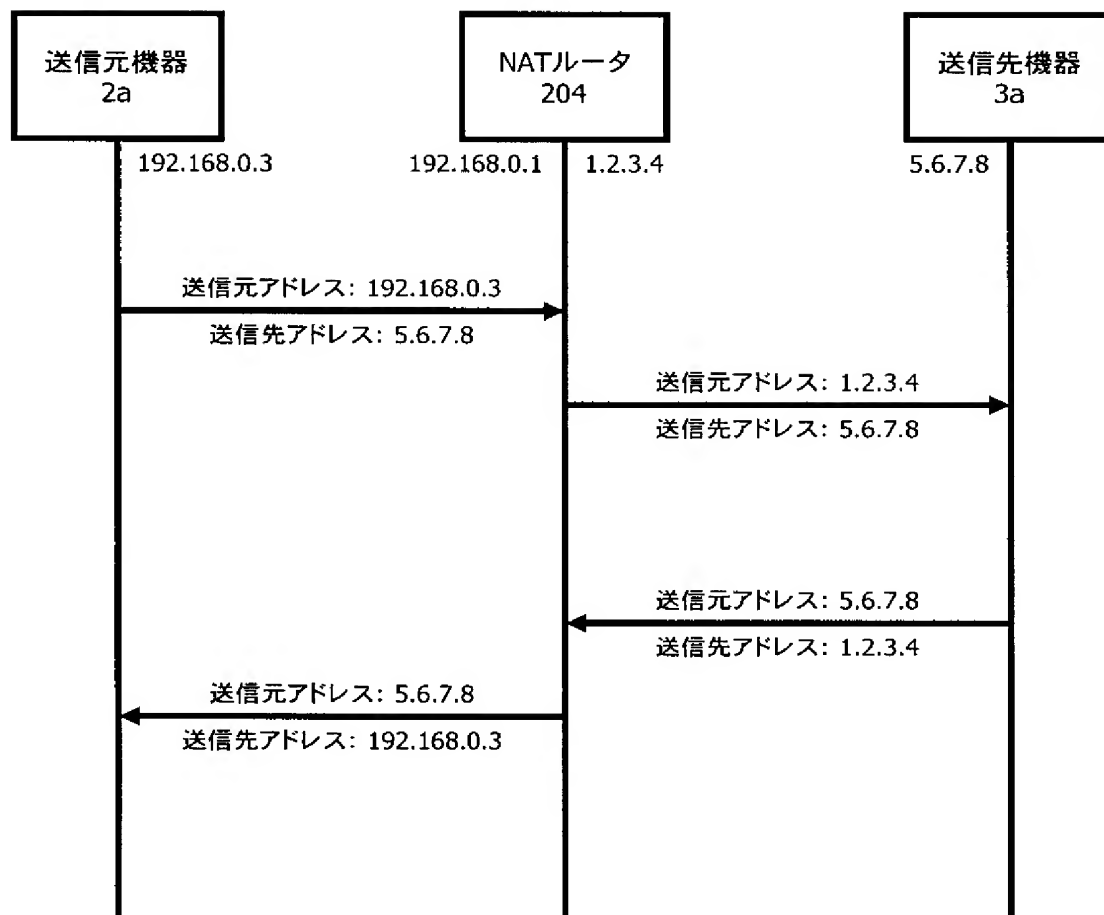 送信元機器
2a
NATルータ
204
送信先機器
3a
192.168.0.3
192.168.0.1
1.2.3.4
5.6.7.8
送信元アドレス: 192.168.0.3
送信先アドレス: 5.6.7.8
送信元アドレス: 1.2.3.4
送信先アドレス: 5.6.7.8
送信元アドレス: 5.6.7.8
送信先アドレス: 1.2.3.4
送信元アドレス: 5.6.7.8
送信先アドレス: 192.168.0.3